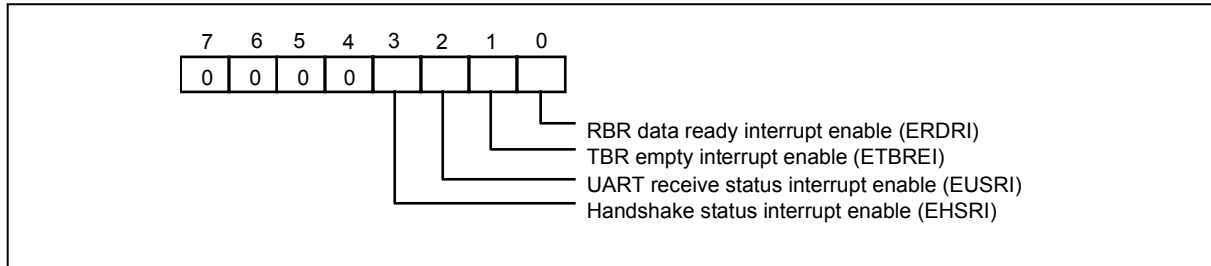 7 6 5 4 3 2 1 0
0 0 0 0
RBR data ready interrupt enable (ERDRI)
TBR empty interrupt enable (ETBREI)
UART receive status interrupt enable (EUSRI)
Handshake status interrupt enable (EHSRI)